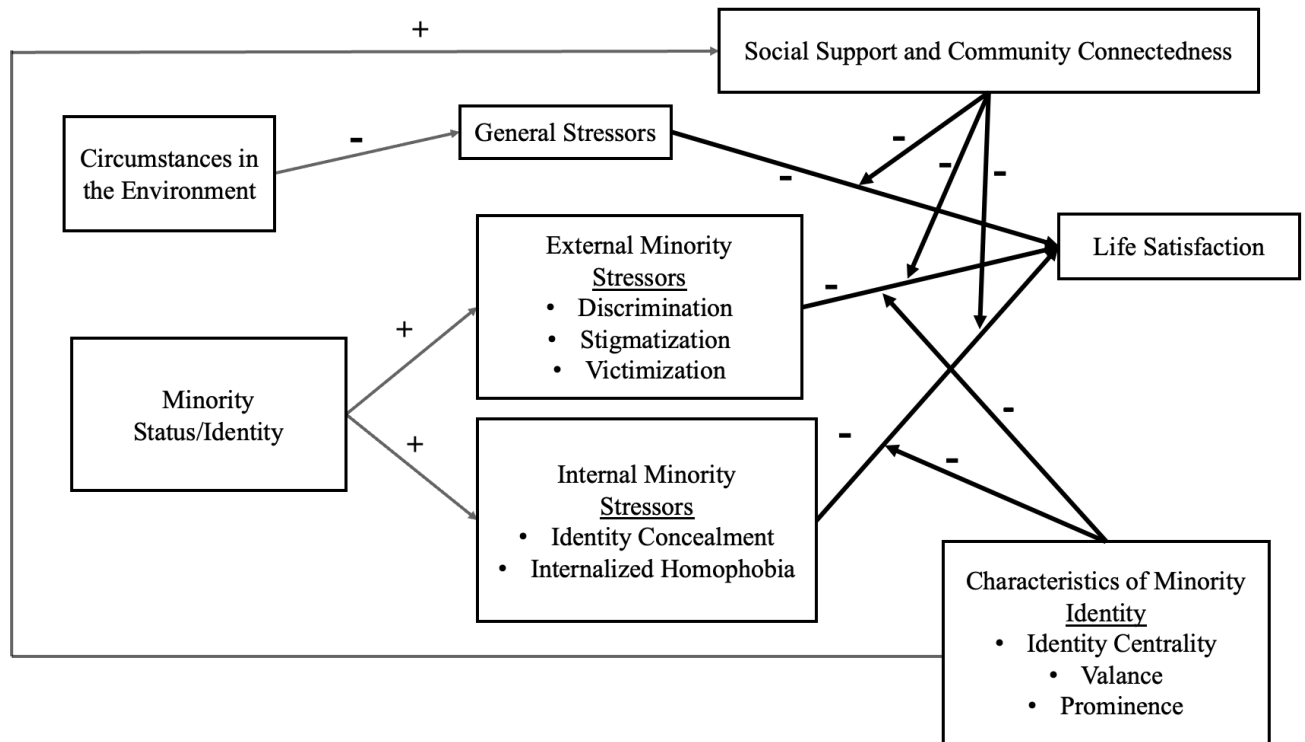 +
Social Support and Community Connectedness
Circumstances in
the Environment
-
General Stressors
-
-
-
-
External Minority
Stressors
• Discrimination
• Stigmatization
• Victimization
-
Life Satisfaction
Minority
Status/Identity
+
+
Internal Minority
Stressors
• Identity Concealment
• Internalized Homophobia
-
-
-
Characteristics of Minority
Identity
• Identity Centrality
• Valance
• Prominence